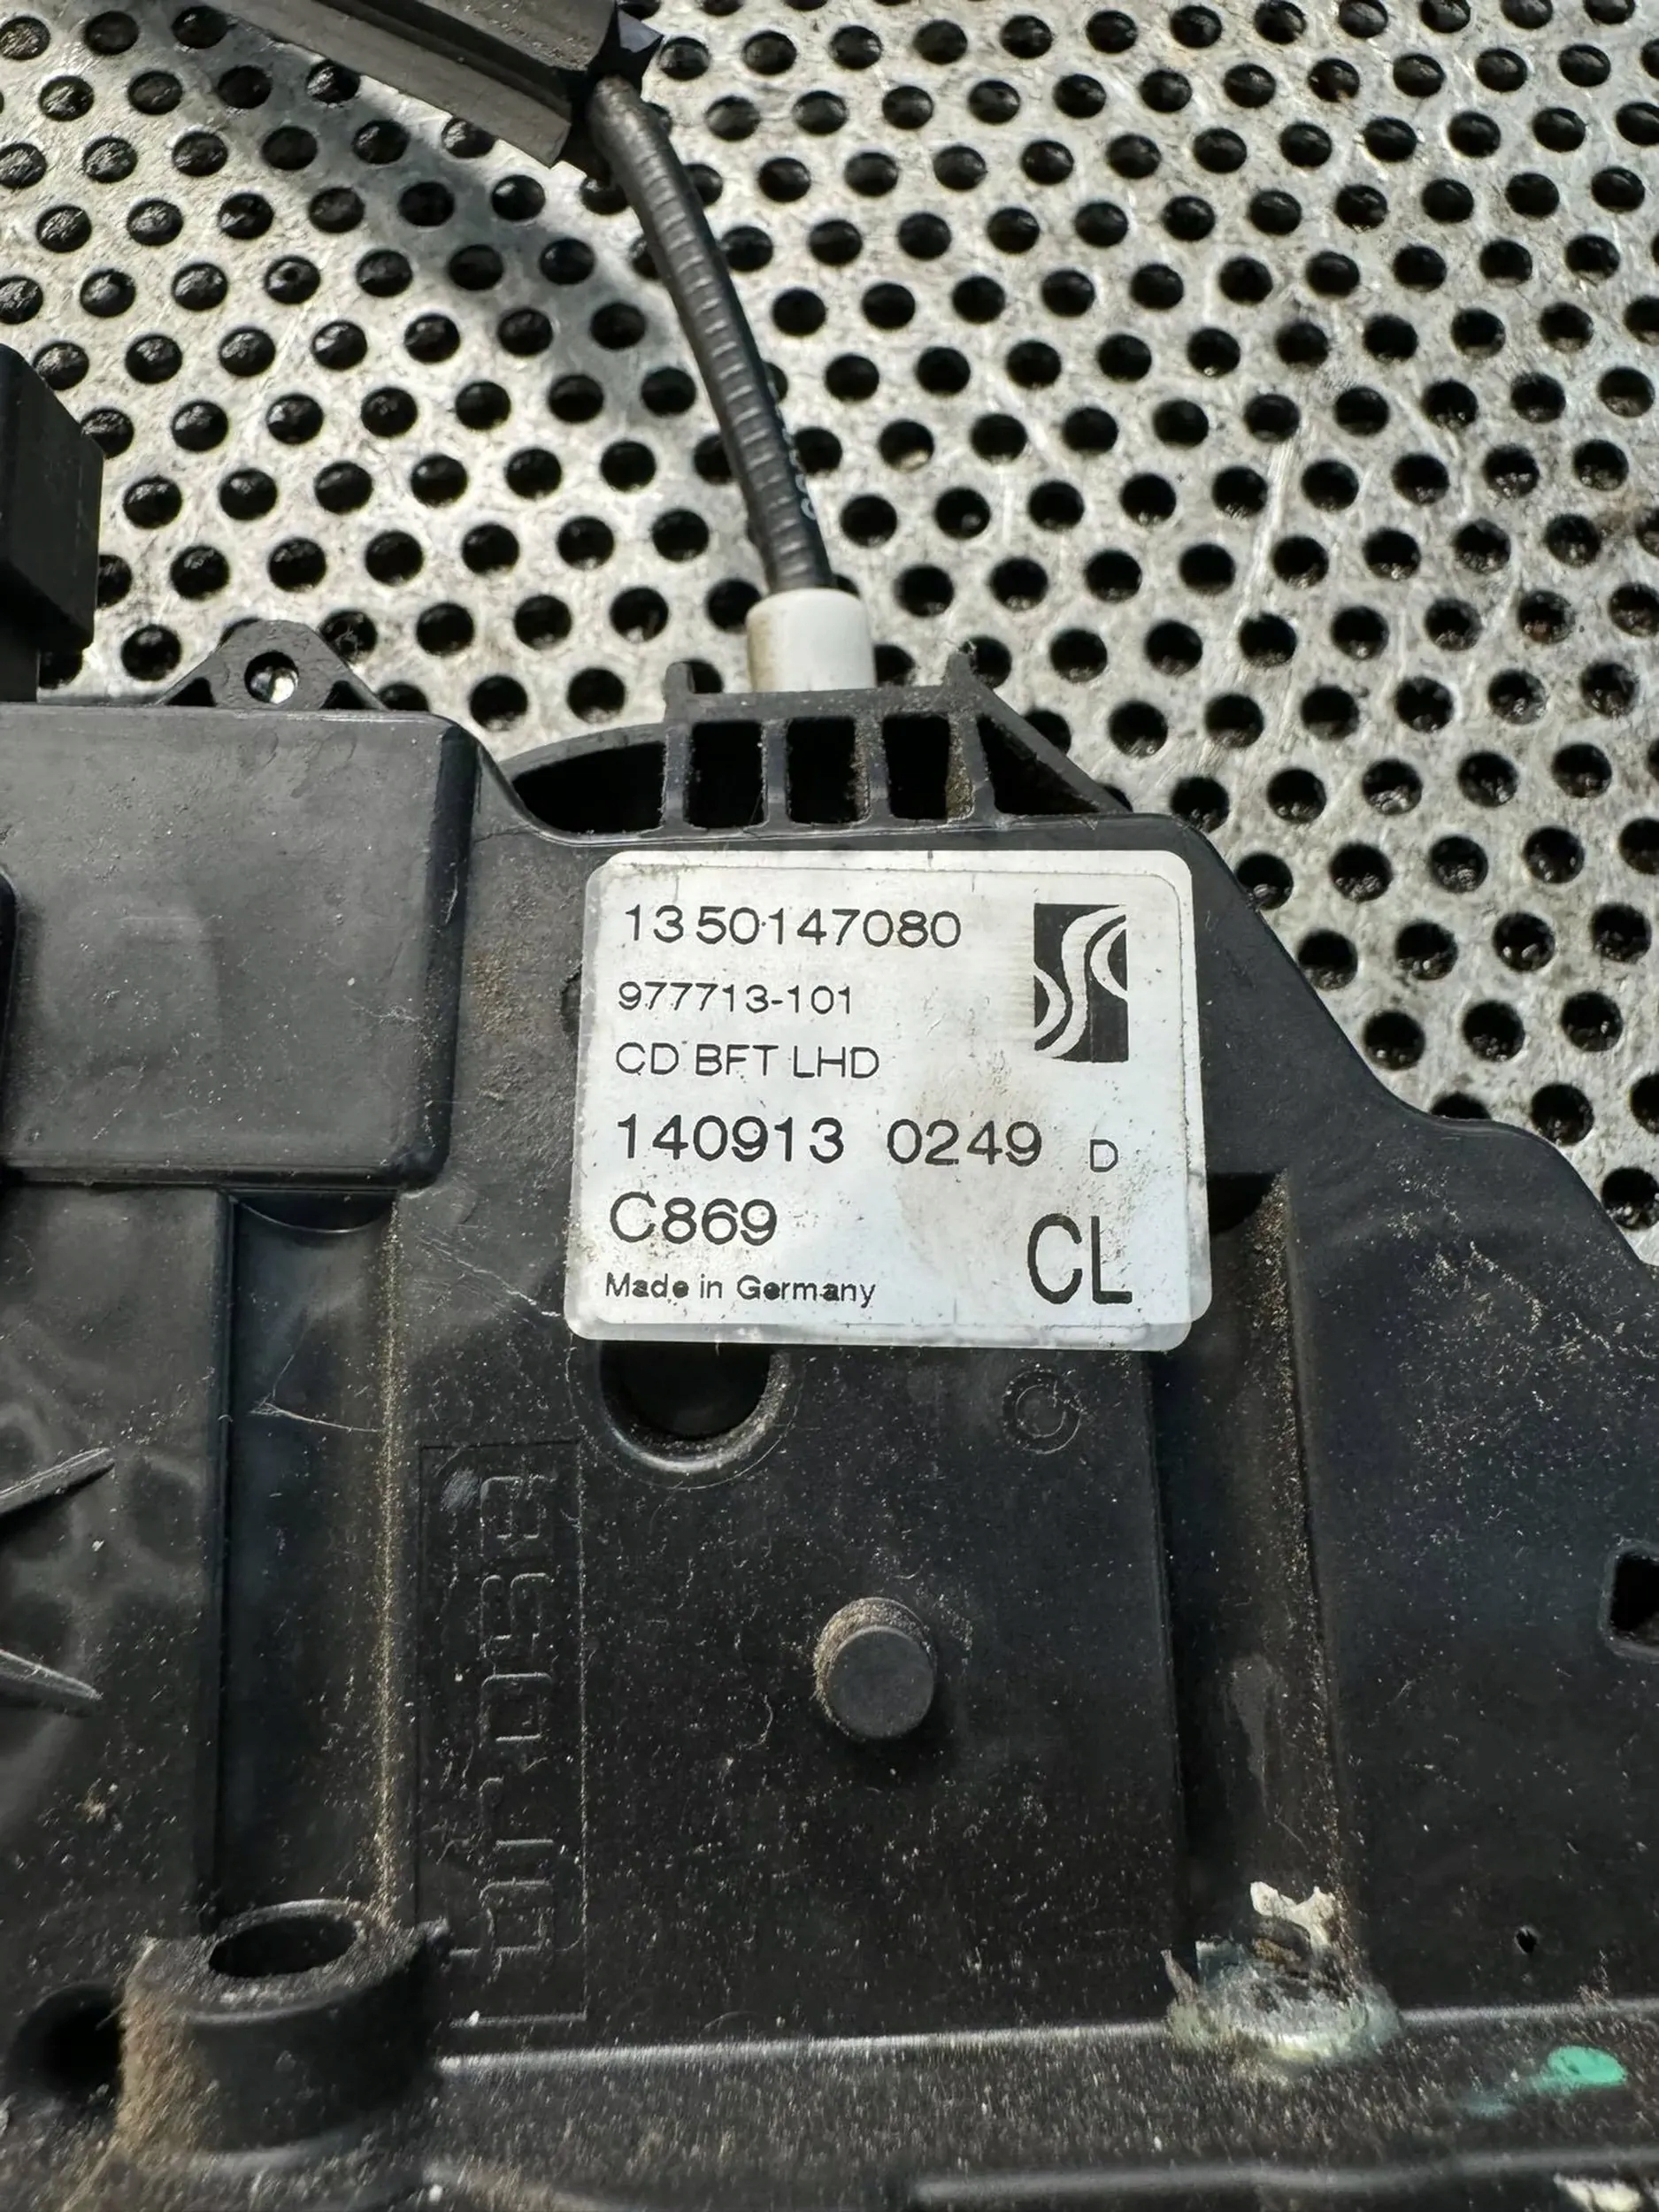 1350147080
977713-101
CD BFT LHD
140913 0249 D
C869
CL
Made in Germany